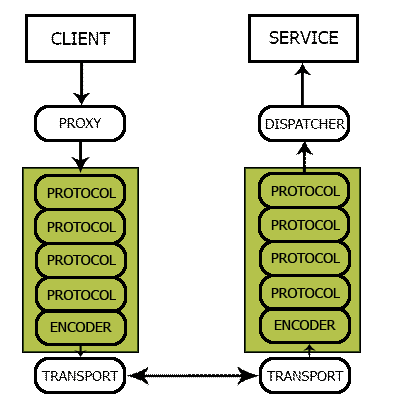 CLIENT
PROXY
PROTOCOL
PROTOCOL
PROTOCOL
PROTOCOL
ENCODER
TRANSPORT
SERVICE
DISPATCHER
PROTOCOL
PROTOCOL
PROTOCOL
PROTOCOL
ENCODER
TRANSPORT